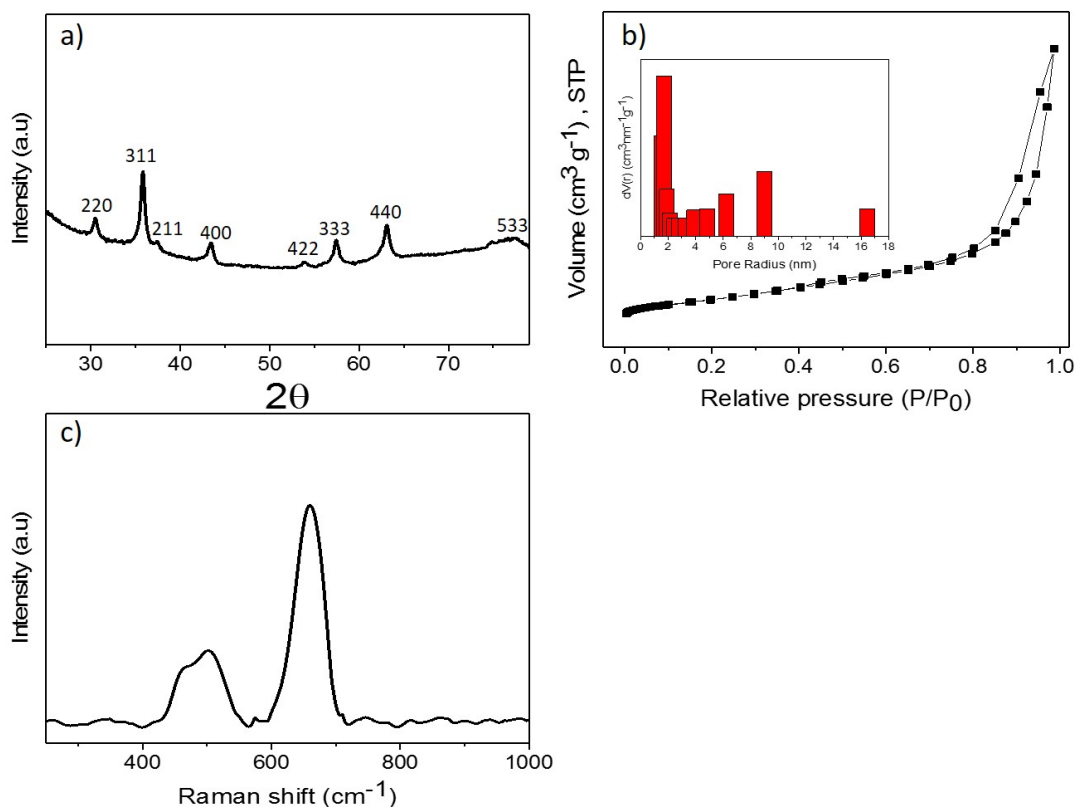 a)
Intensity (a.u)
220
311
211
400
422
333
440
533
30 40 50 60 70
2θ
b)
Volume (cm³ g⁻¹) , STP
dV(r) (cm³nm⁻¹g⁻¹)
0 2 4 6 8 10 12 14 16 18
Pore Radius (nm)
0.0 0.2 0.4 0.6 0.8 1.0
Relative pressure (P/P₀)
c)
Intensity (a.u)
400 600 800 1000
Raman shift (cm⁻¹)